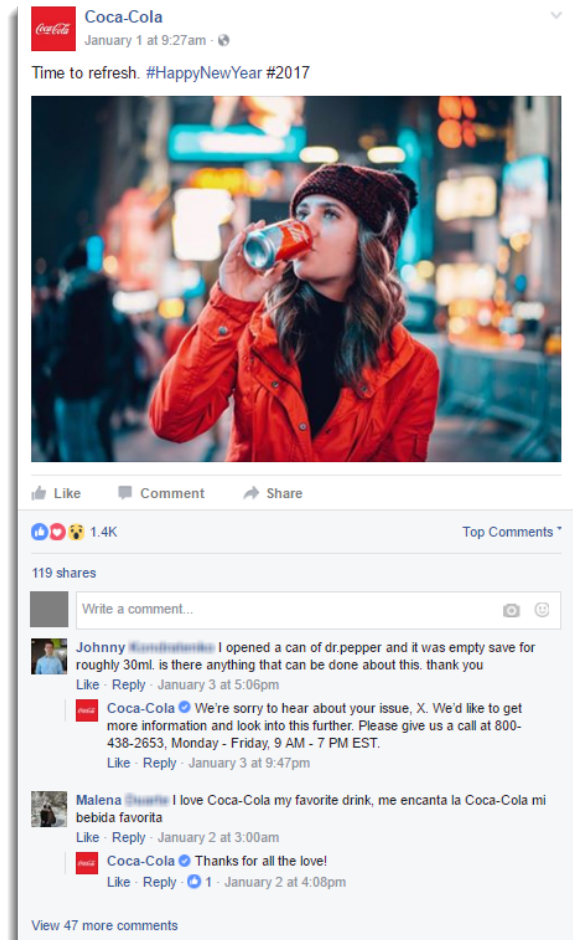 Coca-Cola
Coca-Cola
January 1 at 9:27am ·
Time to refresh. #HappyNewYear #2017
Like Comment Share
1.4K Top Comments
119 shares
Write a comment...
Johnny I opened a can of dr.pepper and it was empty save for
roughly 30ml. is there anything that can be done about this. thank you
Like · Reply · January 3 at 5:06pm
Coca-Cola We're sorry to hear about your issue, X. We'd like to get
more information and look into this further. Please give us a call at 800-
438-2653, Monday - Friday, 9 AM - 7 PM EST.
Like · Reply · January 3 at 9:47pm
Malena I love Coca-Cola my favorite drink, me encanta la Coca-Cola mi
bebida favorita
Like · Reply · January 2 at 3:00am
Coca-Cola Thanks for all the love!
Like · Reply · 1 · January 2 at 4:08pm
View 47 more comments